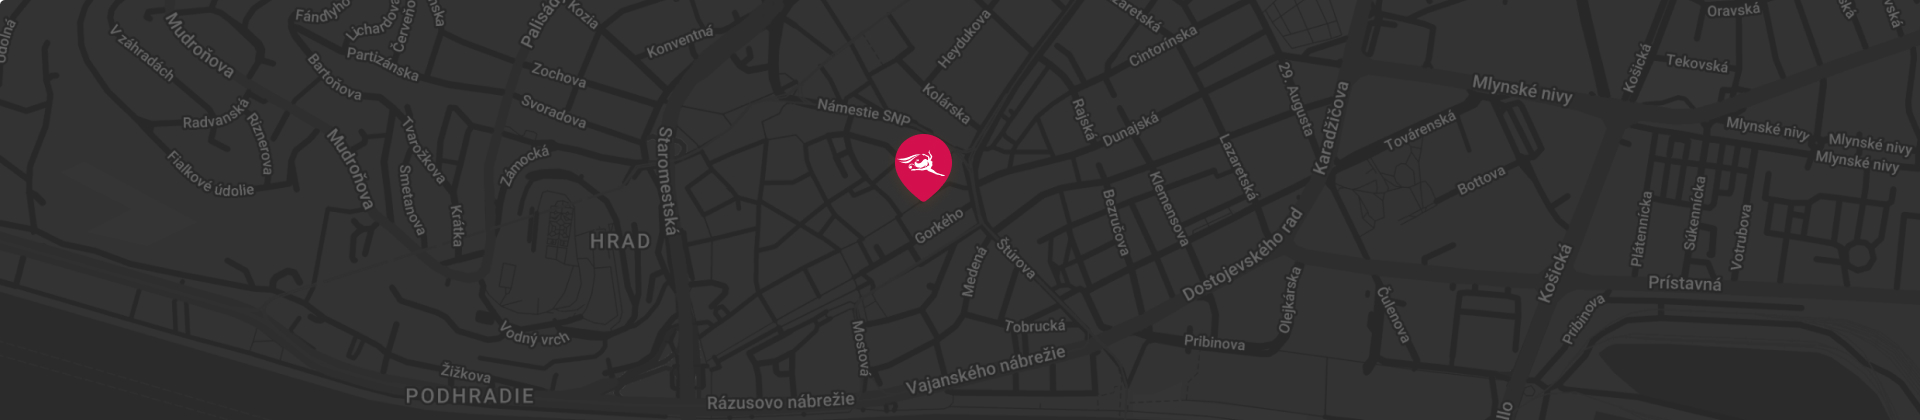 Fándlyho
Kozia
Oravská
Mudroňova
Lichardova
Červeňova
Palisády
Konventná
Heydukova
Cintorínska
V záhradách
Partizánska
Zochova
Košická
Tekovská
Bartoňova
Svoradova
Námestie SNP
Kolárska
29. Augusta
Mlynské nivy
Radvanská
Riznerova
Tvarožkova
Rajská
Dunajská
Karadžičova
Továrenská
Mlynské nivy
Mlynské nivy
Mlynské nivy
Fialkové údolie
Mudroňova
Zámocká
Staromestská
Smetanova
Lazaretská
Klemensova
Bottova
Krátka
Gorkého
Bezručova
Plátennícka
Súkennícka
Votrubova
HRAD
Medená
Štúrova
Dostojevského rad
Košická
Prístavná
Olejkárska
Čulenova
Pribinova
Vodný vrch
Mostová
Tobrucká
Pribinova
Žižkova
PODHRADIE
Vajanského nábrežie
Rázusovo nábrežie